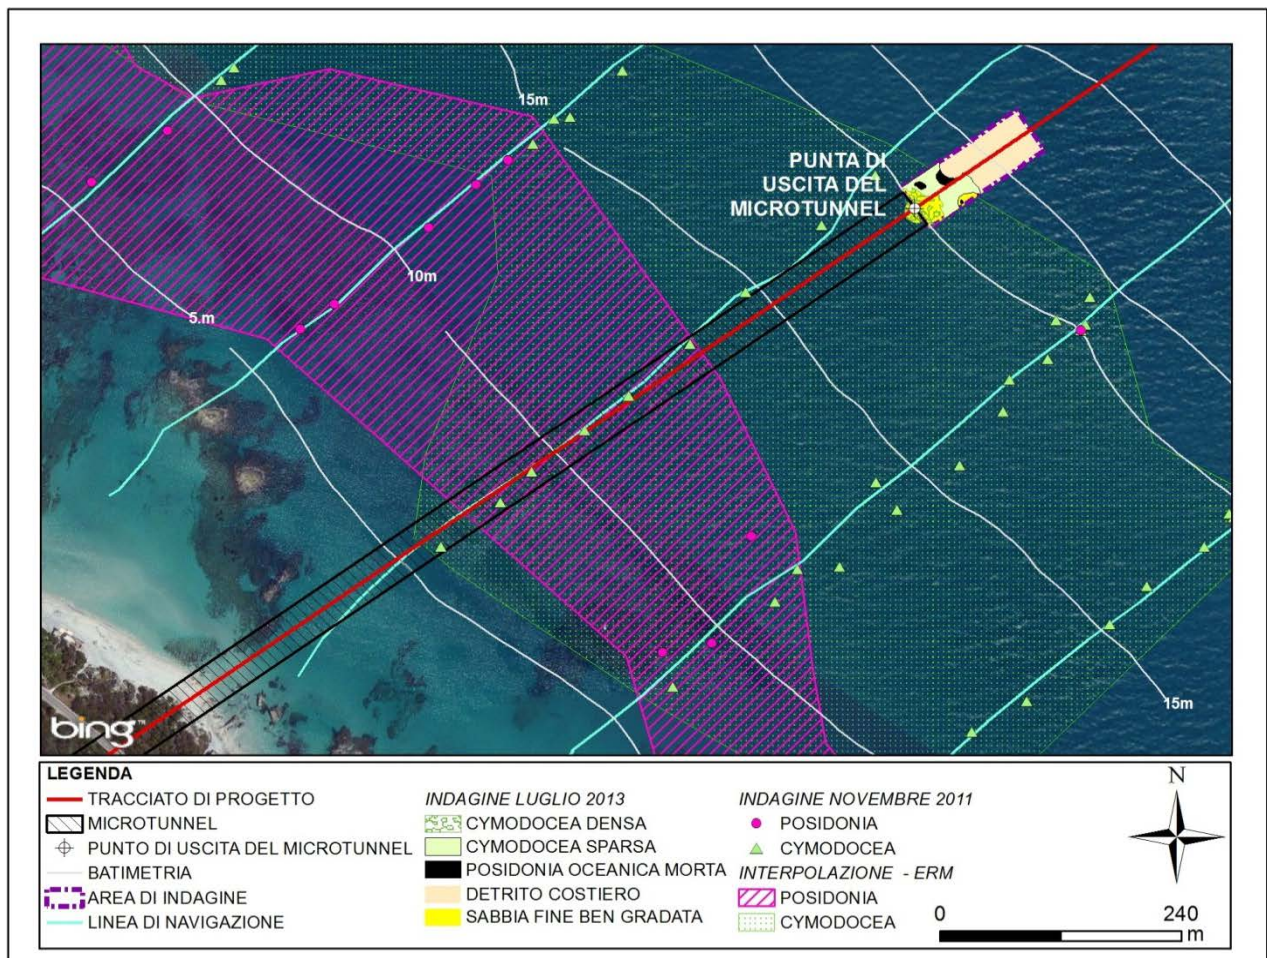 15m
PUNTA DI
USCITA DEL
MICROTUNNEL
10m
5.m
15m
bing™
LEGENDA
TRACCIATO DI PROGETTO
MICROTUNNEL
PUNTO DI USCITA DEL MICROTUNNEL
BATIMETRIA
AREA DI INDAGINE
LINEA DI NAVIGAZIONE
INDAGINE LUGLIO 2013
CYMODOCEA DENSA
CYMODOCEA SPARSA
POSIDONIA OCEANICA MORTA
DETRITO COSTIERO
SABBIA FINE BEN GRADATA
INDAGINE NOVEMBRE 2011
POSIDONIA
CYMODOCEA
INTERPOLAZIONE - ERM
POSIDONIA
CYMODOCEA
N
0 240
m